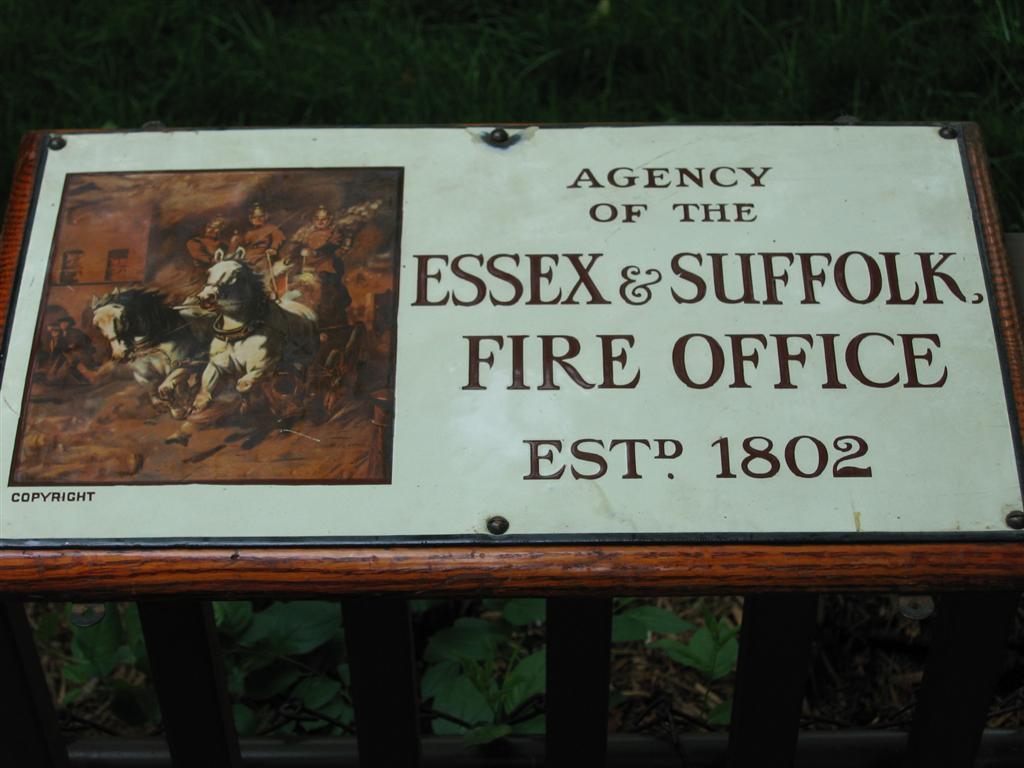 AGENCY
OF THE
ESSEX & SUFFOLK,
FIRE OFFICE
ESTD. 1802
COPYRIGHT